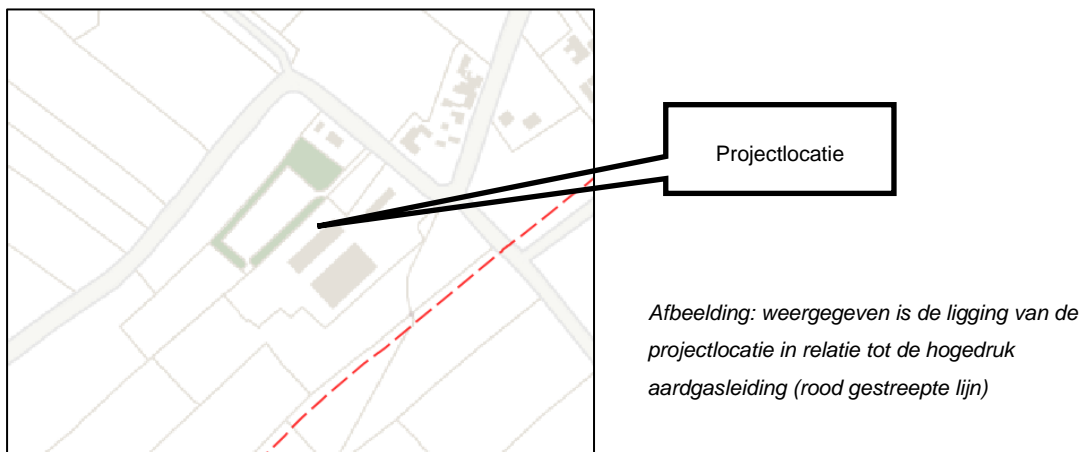 Projectlocatie
Afbeelding: weergegeven is de ligging van de
projectlocatie in relatie tot de hogedruk
aardgasleiding (rood gestreepte lijn)